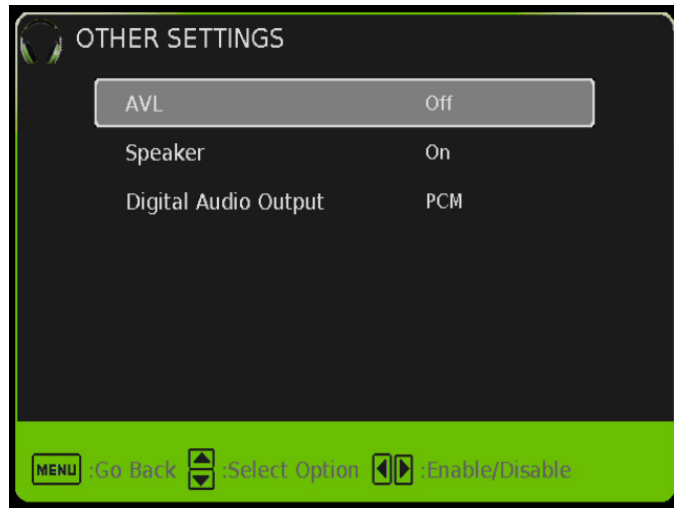 OTHER SETTINGS
AVL Off
Speaker On
Digital Audio Output PCM
MENU :Go Back :Select Option :Enable/Disable